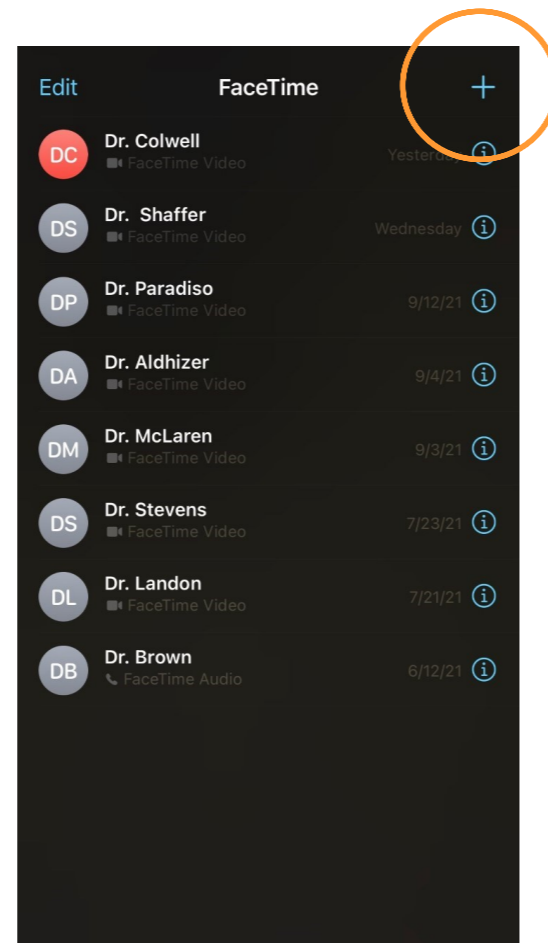 Edit FaceTime +
DC Dr. Colwell
FaceTime Video Yesterday
DS Dr. Shaffer
FaceTime Video Wednesday
DP Dr. Paradiso
FaceTime Video 9/12/21
DA Dr. Aldhizer
FaceTime Video 9/4/21
DM Dr. McLaren
FaceTime Video 9/3/21
DS Dr. Stevens
FaceTime Video 7/23/21
DL Dr. Landon
FaceTime Video 7/21/21
DB Dr. Brown
FaceTime Audio 6/12/21